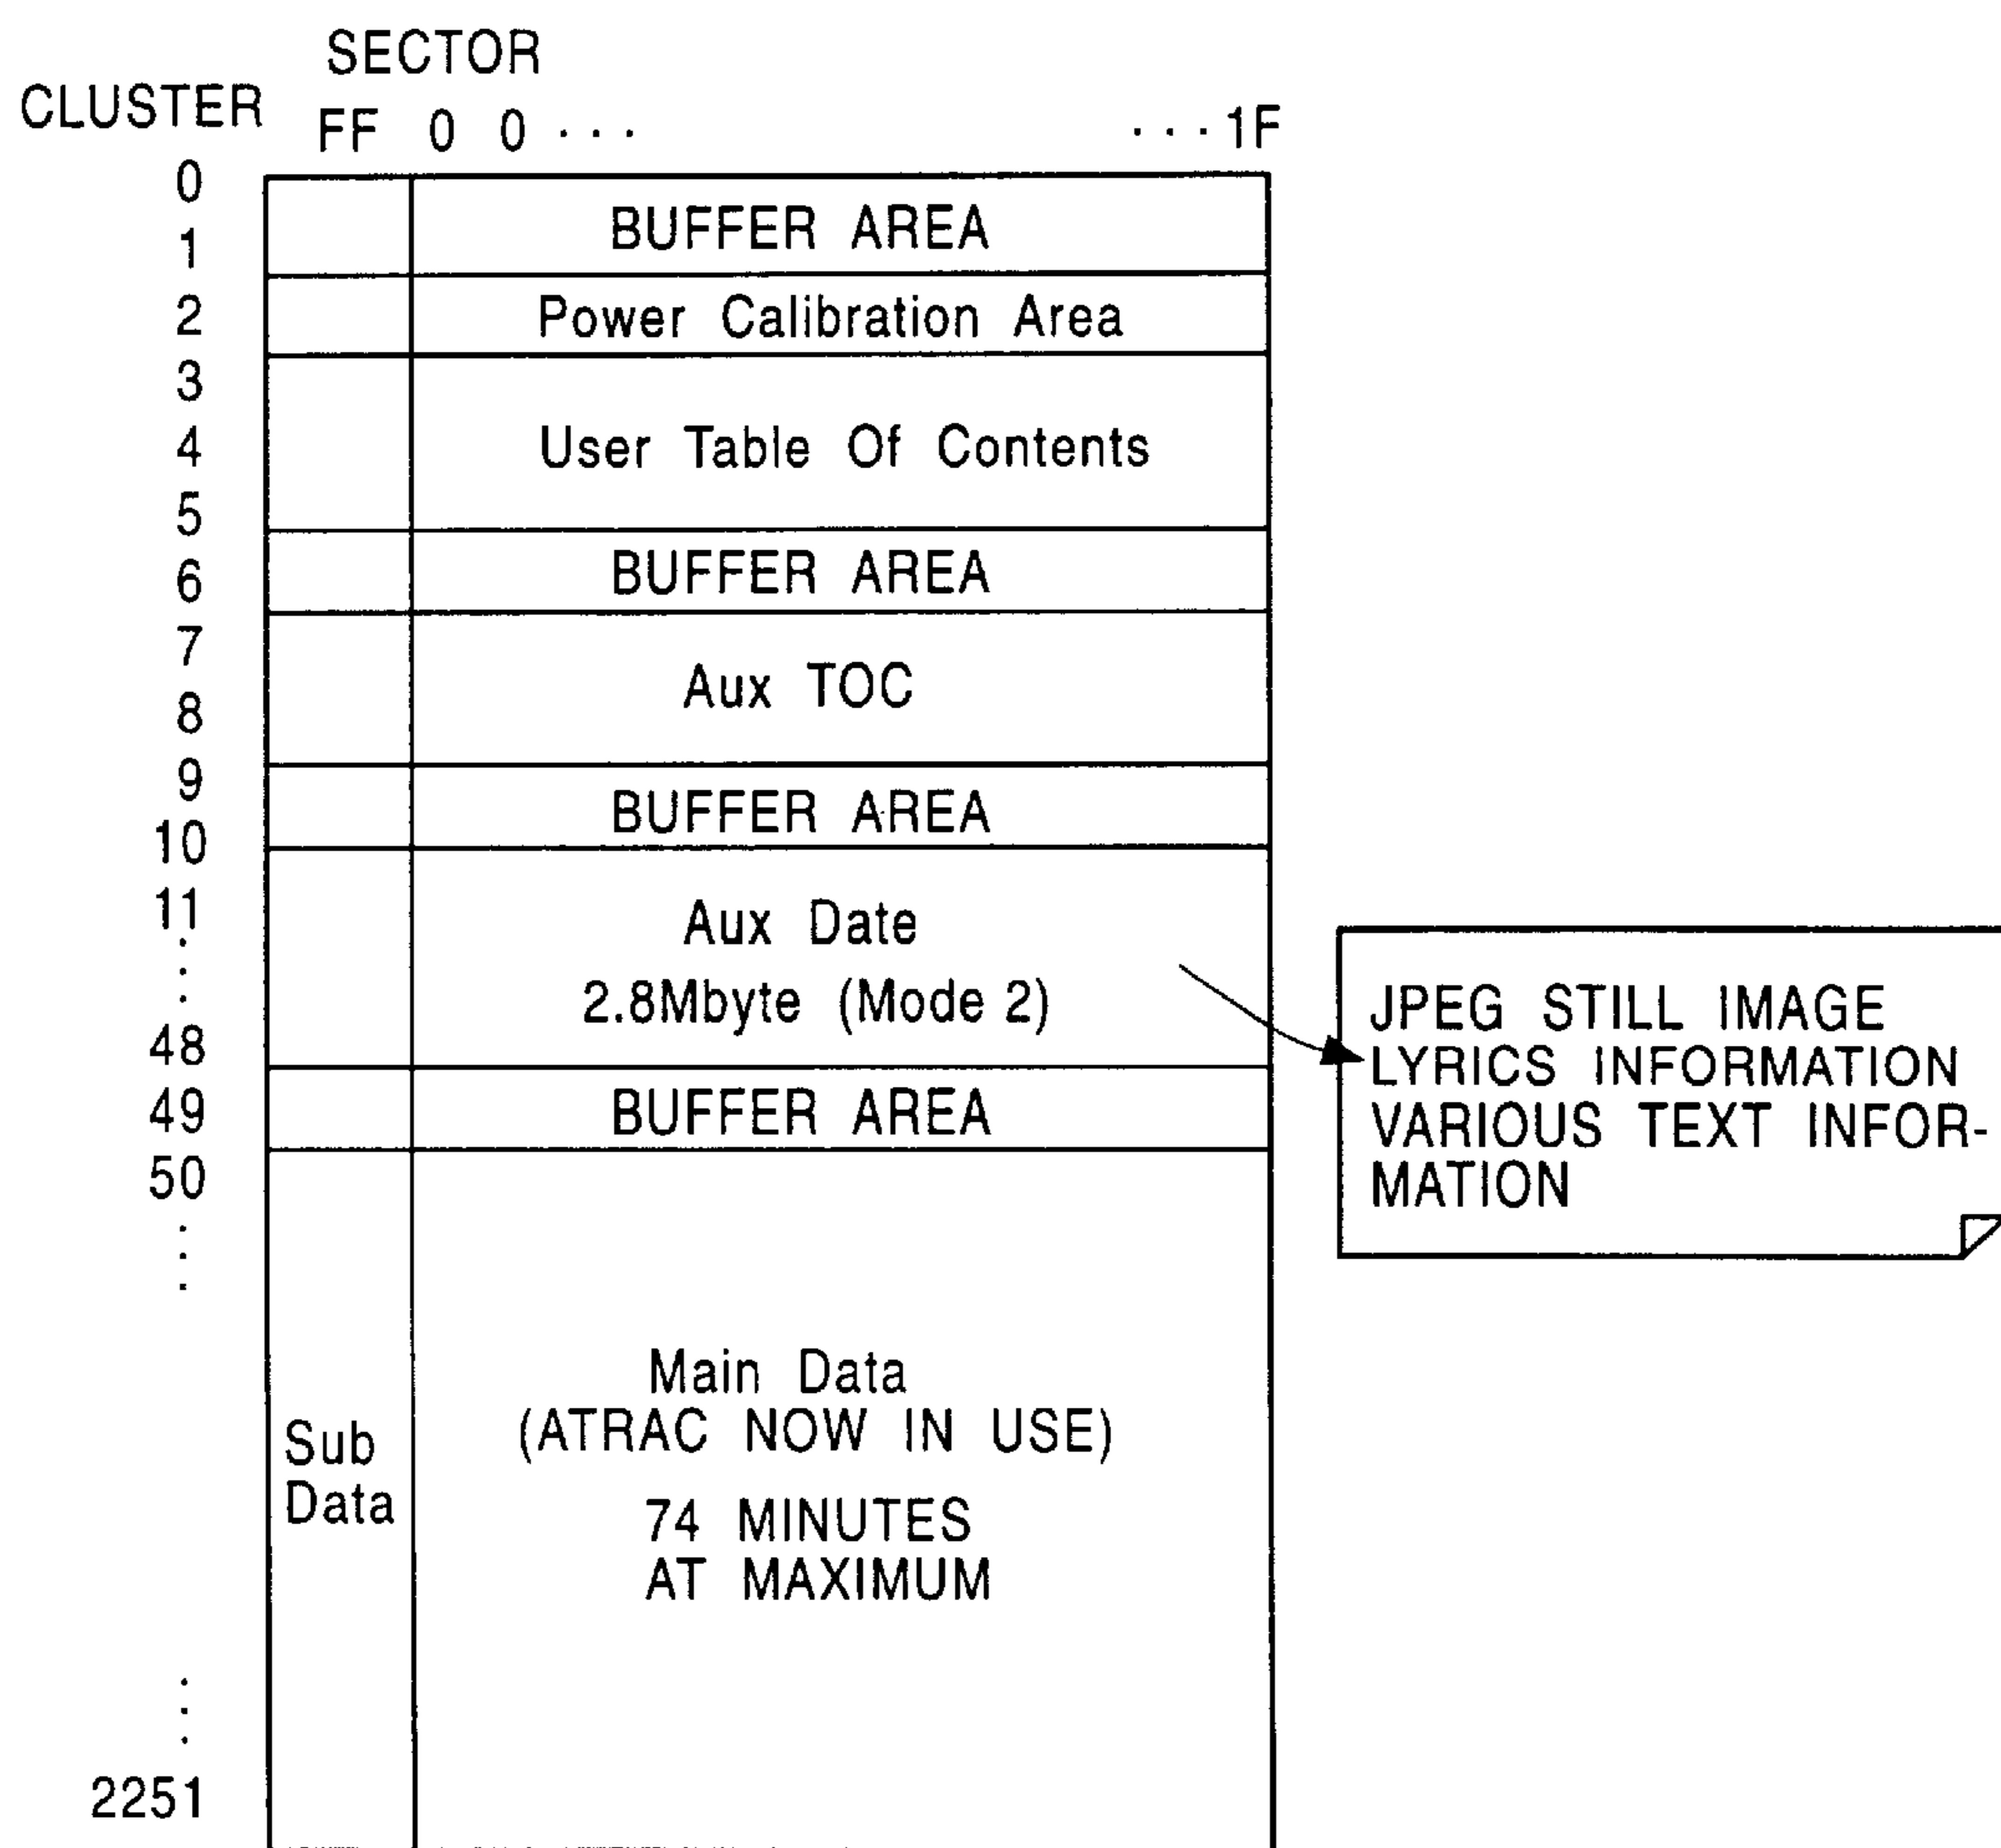 SECTOR
CLUSTER
FF 0 0 ··· ···1F
0
1
BUFFER AREA
2
Power Calibration Area
3
4
5
User Table Of Contents
6
BUFFER AREA
7
8
Aux TOC
9
10
BUFFER AREA
11
48
Aux Date
2.8Mbyte (Mode 2)
JPEG STILL IMAGE
LYRICS INFORMATION
VARIOUS TEXT INFOR-
MATION
49
BUFFER AREA
50
2251
Sub
Data
Main Data
(ATRAC NOW IN USE)
74 MINUTES
AT MAXIMUM